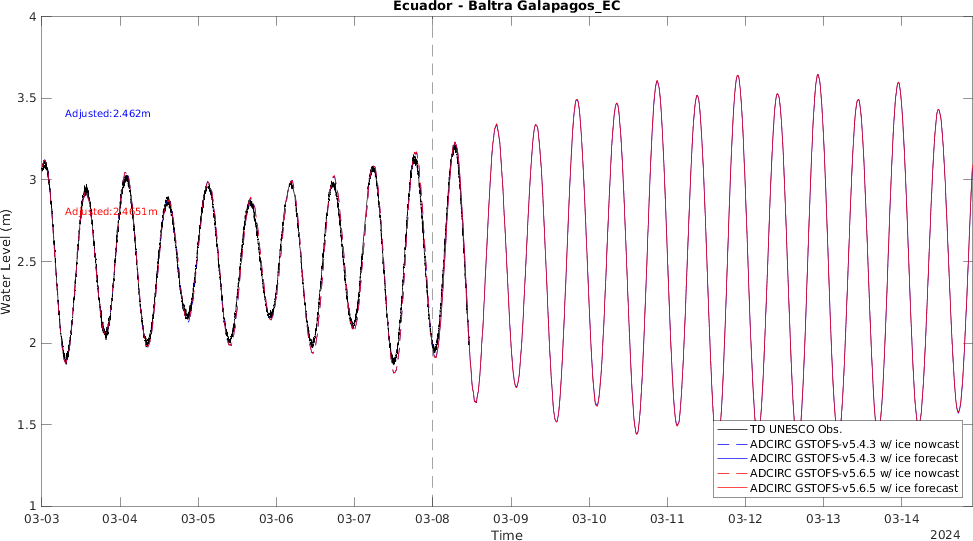 Ecuador - Baltra Galapagos_EC
Water Level (m)
4
3.5
3
2.5
2
1.5
1
Adjusted:2.462m
Adjusted:2.4651m
TD UNESCO Obs.
ADCIRC GSTOFS-v5.4.3 w/ ice nowcast
ADCIRC GSTOFS-v5.4.3 w/ ice forecast
ADCIRC GSTOFS-v5.6.5 w/ ice nowcast
ADCIRC GSTOFS-v5.6.5 w/ ice forecast
03-03 03-04 03-05 03-06 03-07 03-08 03-09 03-10 03-11 03-12 03-13 03-14
Time
2024